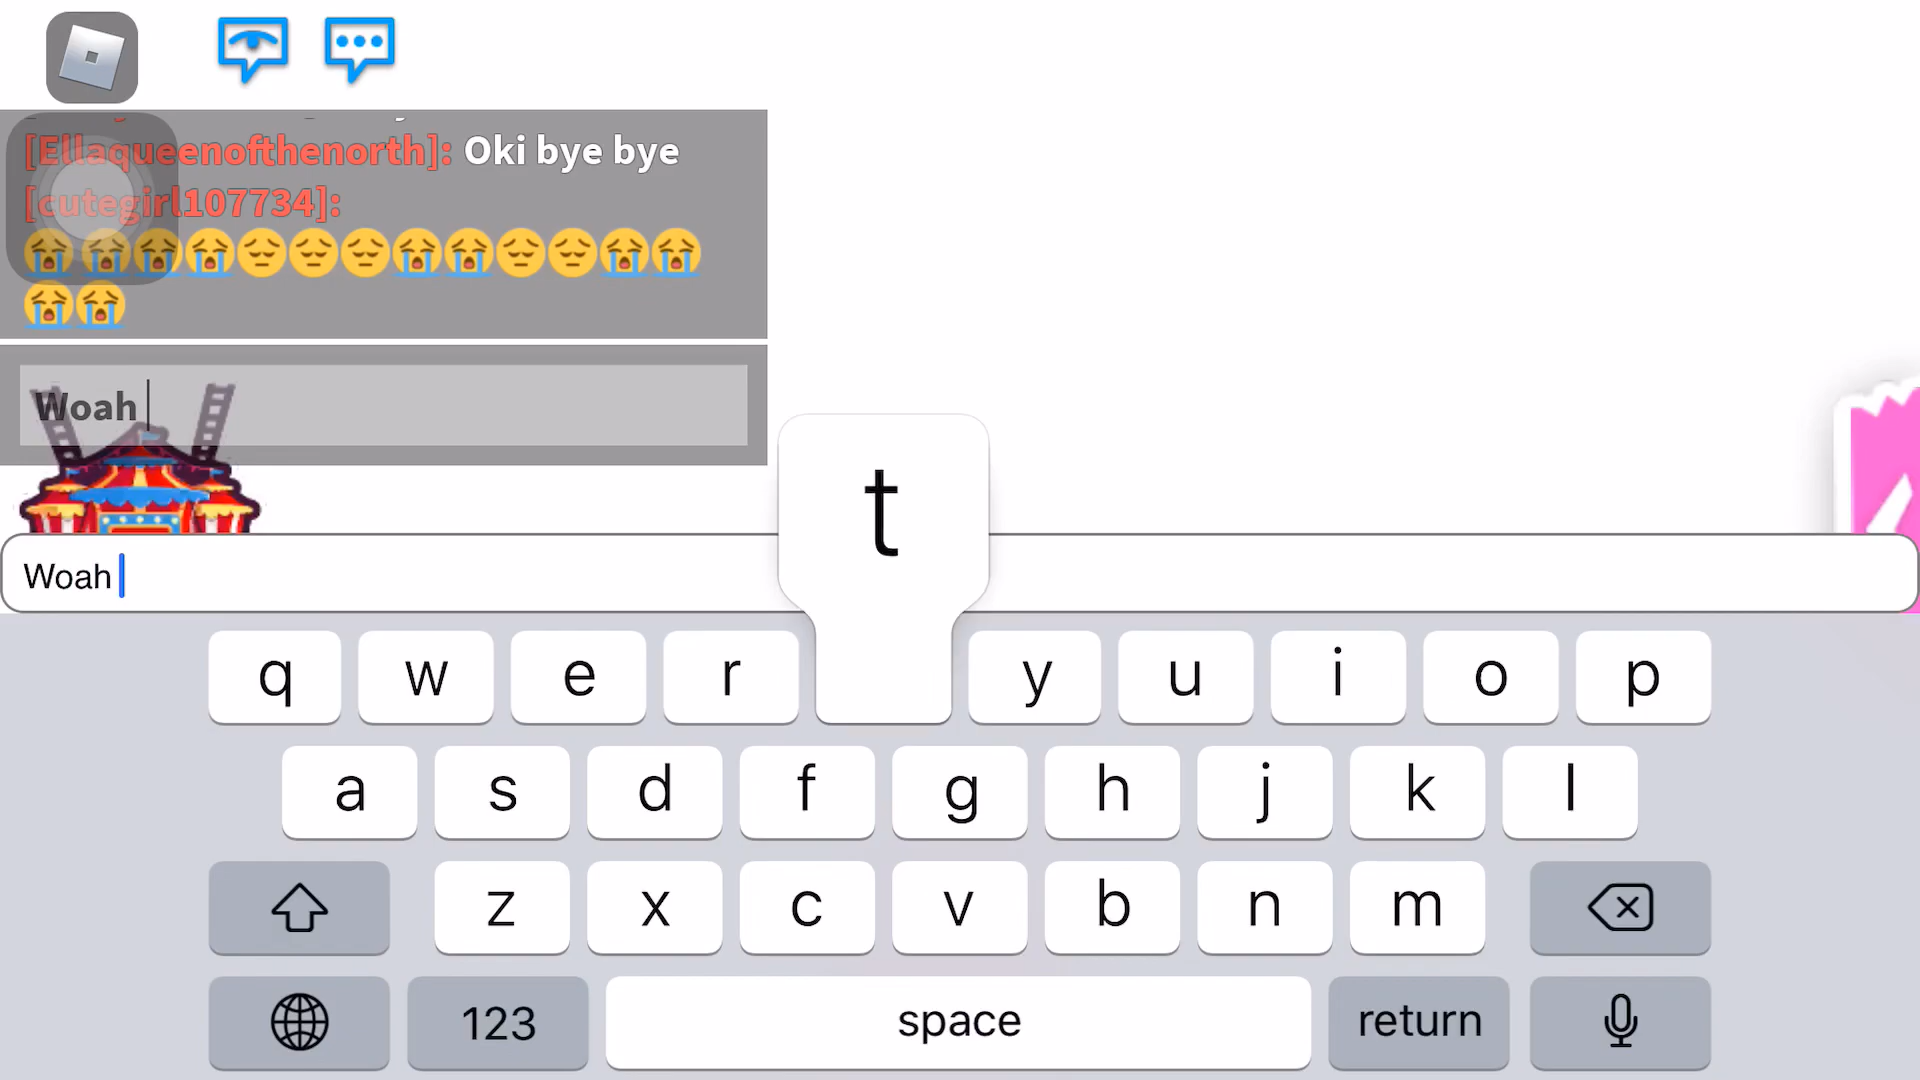 [Ellaqueenofthenorth]: Oki bye bye
[cutegirl107734]:
😭😭😭😭😔😔😔😭😭😔😔😭😭
😭😭
Woah
Woah
t
q w e r y u i o p
a s d f g h j k l
z x c v b n m
123 space return